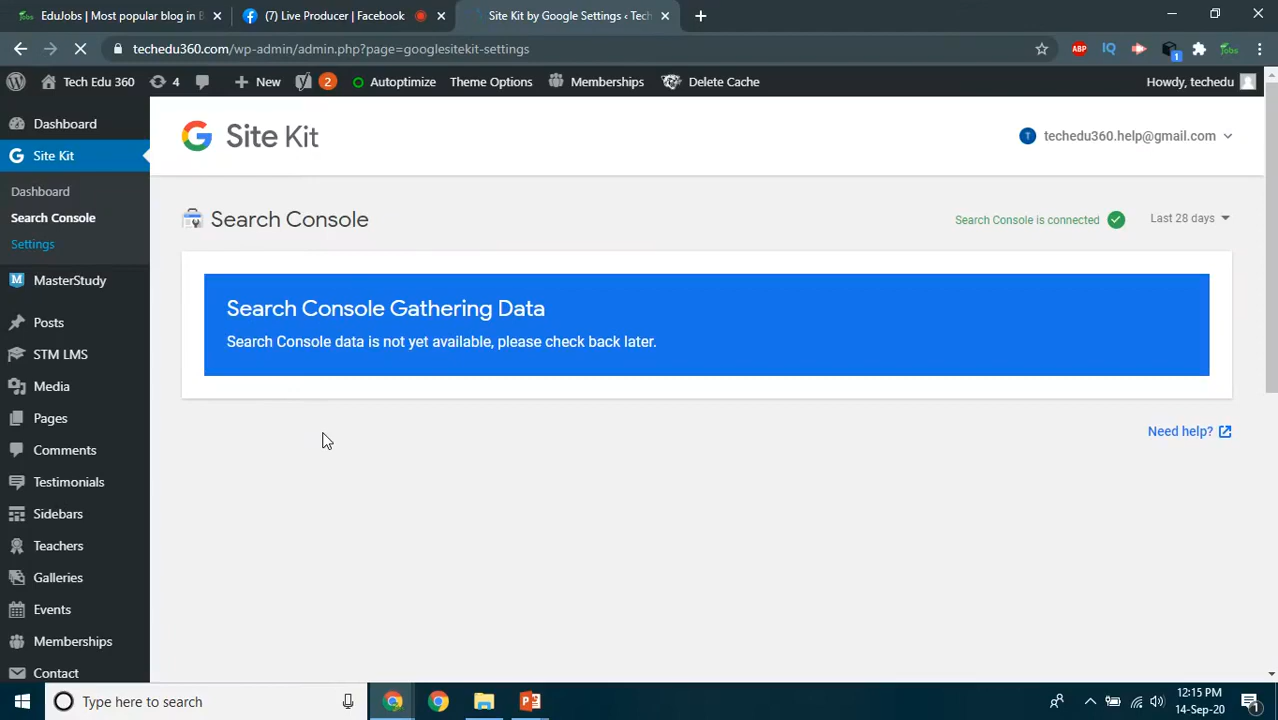 EduJobs | Most popular blog in B
(7) Live Producer | Facebook
Site Kit by Google Settings ‹ Tech
techedu360.com/wp-admin/admin.php?page=googlesitekit-settings
ABP
IQ
1
Jobs
Tech Edu 360
4
New
2
Autoptimize
Theme Options
Memberships
Delete Cache
Howdy, techedu
Dashboard
Site Kit
Dashboard
Search Console
Settings
MasterStudy
Posts
STM LMS
Media
Pages
Comments
Testimonials
Sidebars
Teachers
Galleries
Events
Memberships
Contact
Site Kit
T
techedu360.help@gmail.com
Search Console
Search Console is connected
Last 28 days
Search Console Gathering Data
Search Console data is not yet available, please check back later.
Need help?
Type here to search
12:15 PM
14-Sep-20
1